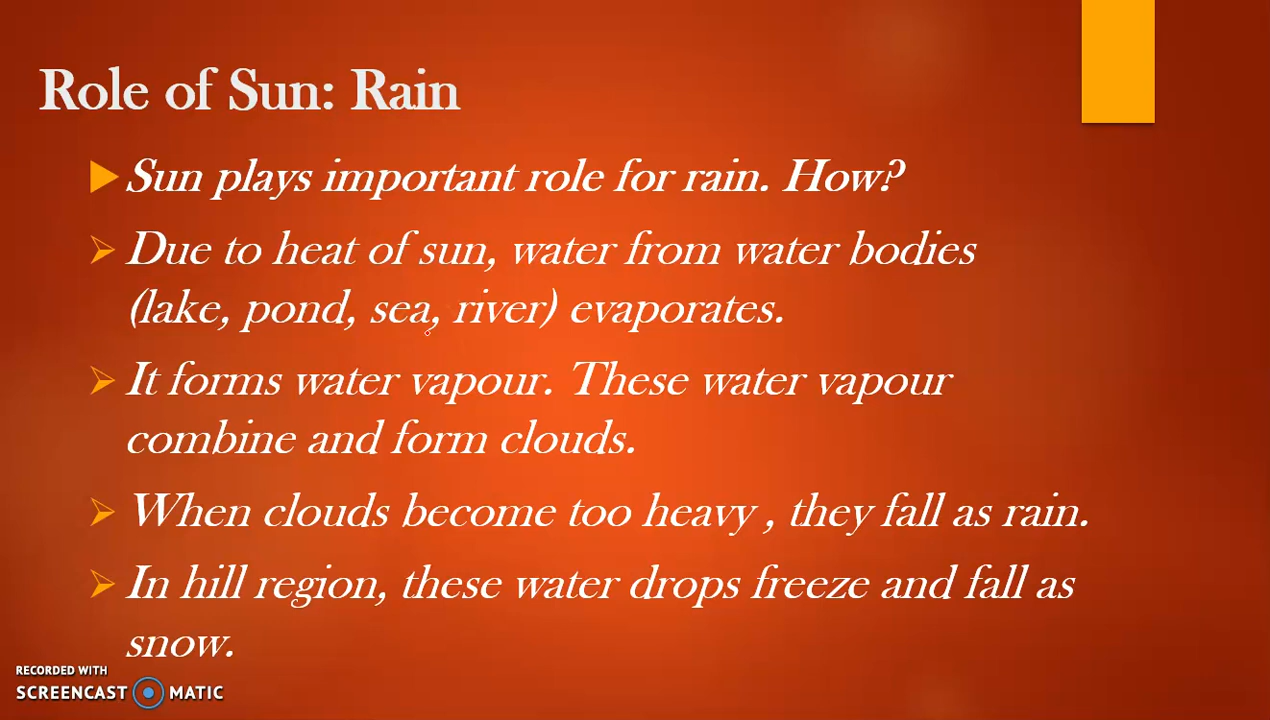 Role of Sun: Rain
Sun plays important role for rain. How?
Due to heat of sun, water from water bodies
(lake, pond, sea, river) evaporates.
It forms water vapour. These water vapour
combine and form clouds.
When clouds become too heavy , they fall as rain.
In hill region, these water drops freeze and fall as
snow.
RECORDED WITH
SCREENCAST MATIC